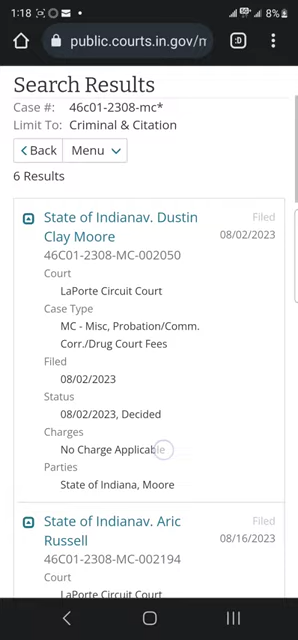 1:18
5G
8%
public.courts.in.gov/m
:D
Search Results
Case #: 46c01-2308-mc*
Limit To: Criminal & Citation
Back Menu
6 Results
State of Indianav. Dustin Clay Moore
Filed
08/02/2023
46C01-2308-MC-002050
Court
LaPorte Circuit Court
Case Type
MC - Misc, Probation/Comm.
Corr./Drug Court Fees
Filed
08/02/2023
Status
08/02/2023, Decided
Charges
No Charge Applicable
Parties
State of Indiana, Moore
State of Indianav. Aric Russell
Filed
08/16/2023
46C01-2308-MC-002194
Court
LaPorte Circuit Court